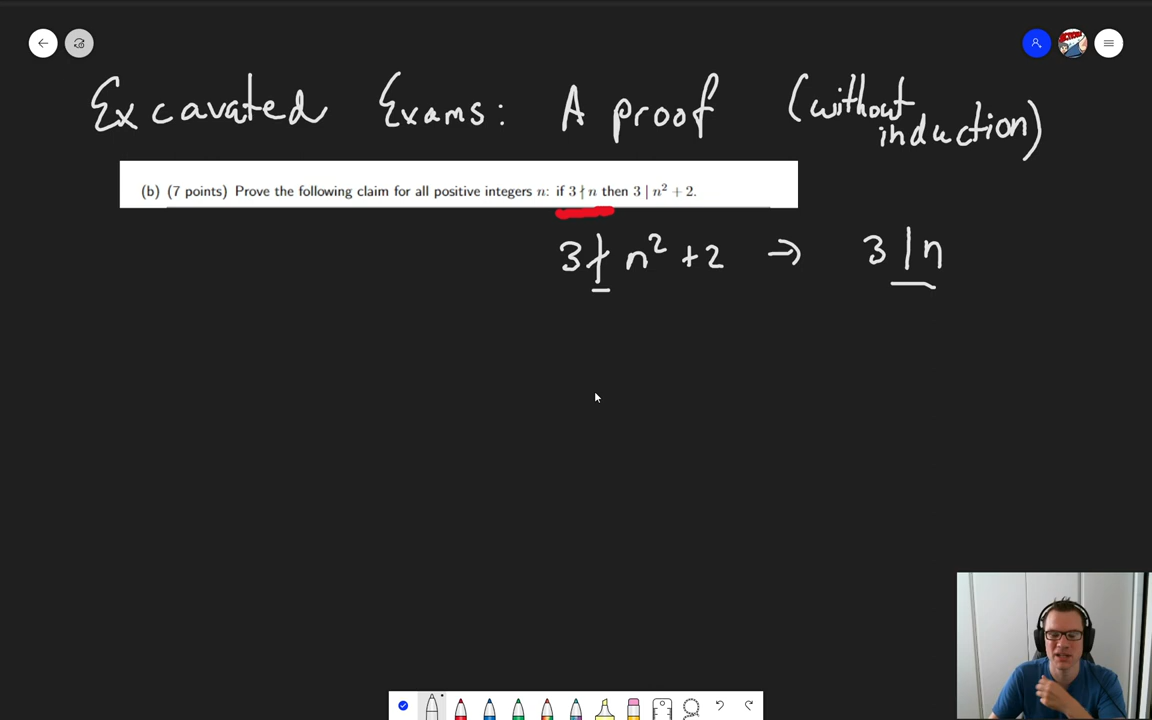 Excavated Exams: A proof (without induction)
(b) (7 points) Prove the following claim for all positive integers n: if 3 ∤ n then 3 | n² + 2.
3 ∤ n² + 2 ⇒ 3 | n